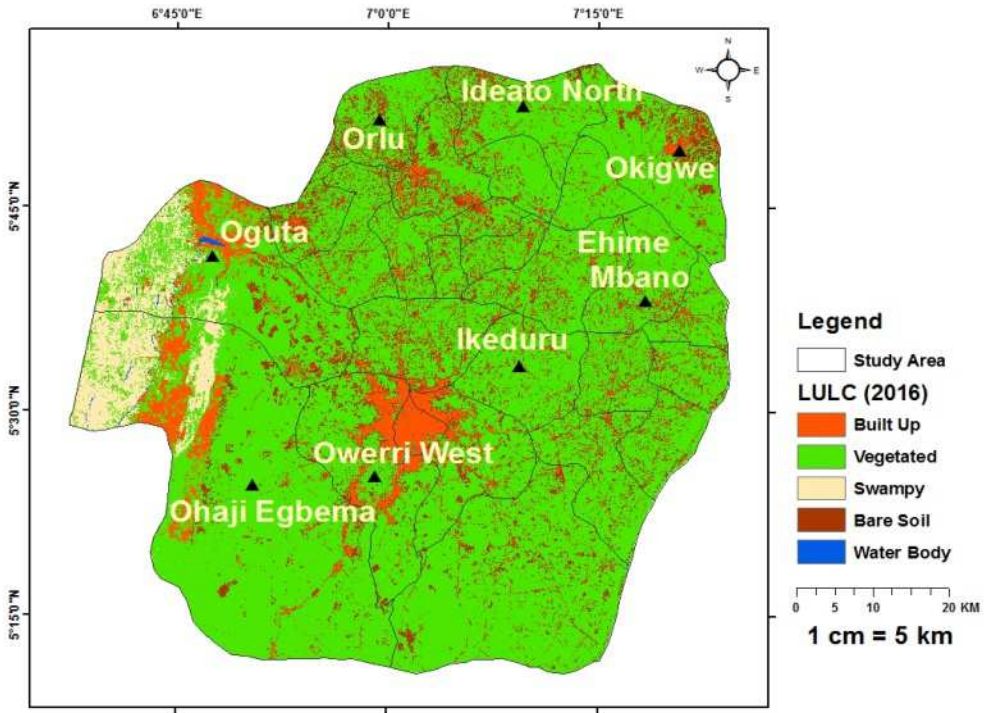 6°45'0"E 7°0'0"E 7°15'0"E
N
W E
S
Ideato North
Orlu
Okigwe
5°45'0"N
Oguta
Ehime
Mbano
Ikeduru
5°30'0"N
Owerri West
Ohaji Egbema
5°15'0"N
Legend
Study Area
LULC (2016)
Built Up
Vegetated
Swampy
Bare Soil
Water Body
0 5 10 20 KM
1 cm = 5 km